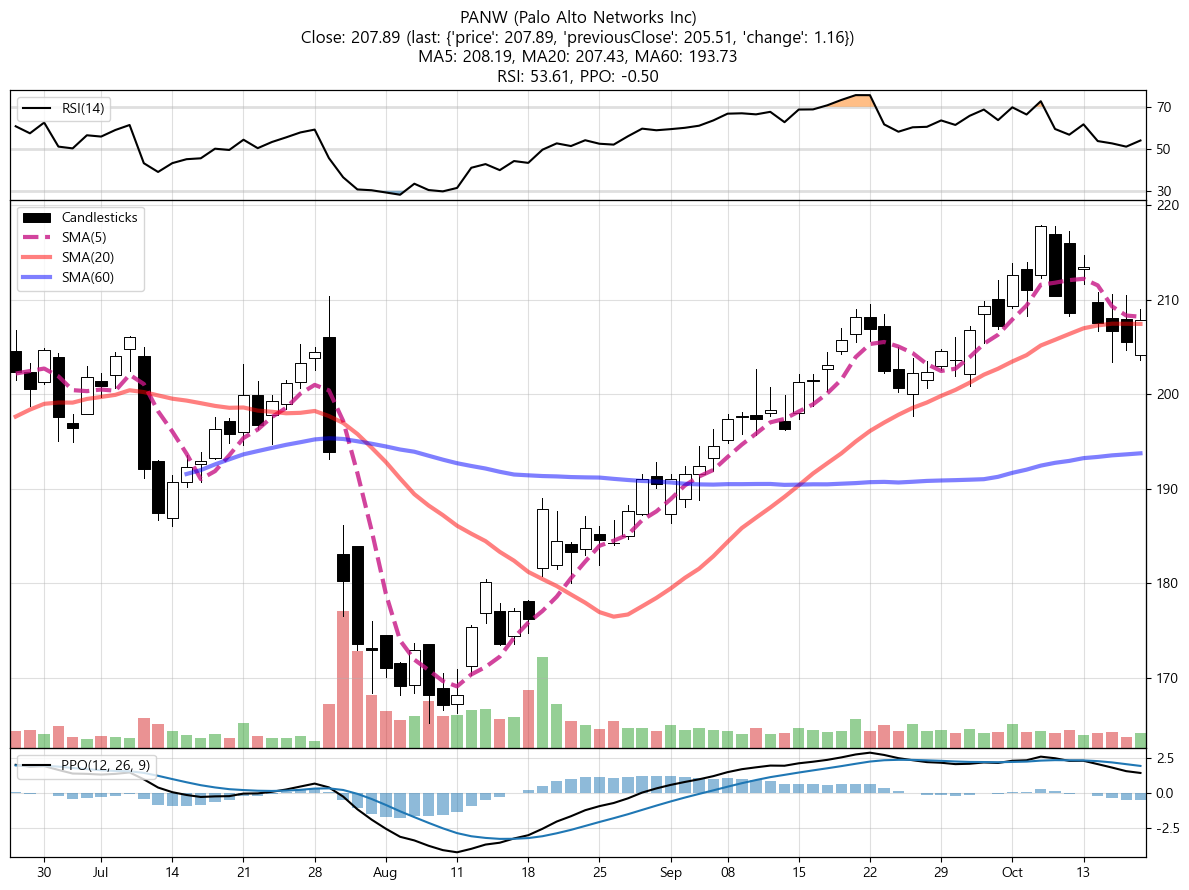 PANW (Palo Alto Networks Inc)
Close: 207.89 (last: {'price': 207.89, 'previousClose': 205.51, 'change': 1.16})
MA5: 208.19, MA20: 207.43, MA60: 193.73
RSI: 53.61, PPO: -0.50
RSI(14)
70
50
30
Candlesticks
SMA(5)
SMA(20)
SMA(60)
220
210
200
190
180
170
PPO(12, 26, 9)
2.5
0.0
-2.5
30 Jul 14 21 28 Aug 11 18 25 Sep 08 15 22 29 Oct 13